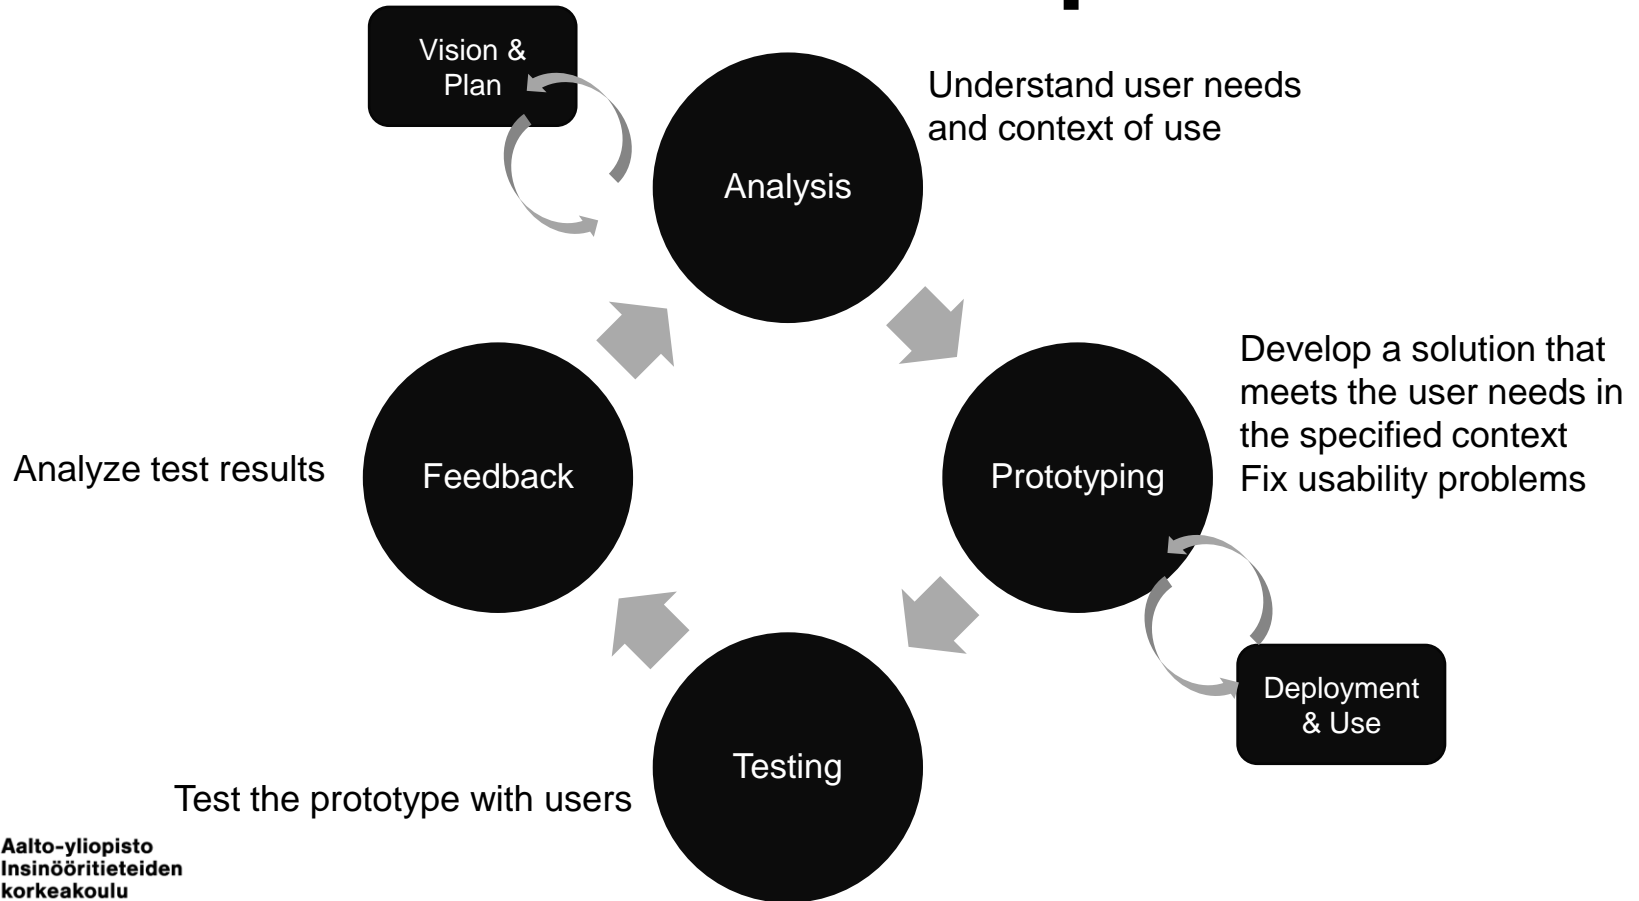 Vision &
Plan
Understand user needs
and context of use
Analysis
Develop a solution that
meets the user needs in
the specified context
Fix usability problems
Analyze test results
Feedback
Prototyping
Deployment
& Use
Testing
Test the prototype with users
Aalto-yliopisto
Insinööritieteiden
korkeakoulu